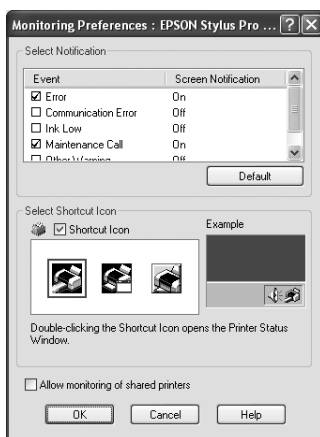 Monitoring Preferences : EPSON Stylus Pro ...
Select Notification
Event Screen Notification
Error On
Communication Error Off
Ink Low Off
Maintenance Call On
Other Warning Off
Default
Select Shortcut Icon
Shortcut Icon
Example
Double-clicking the Shortcut Icon opens the Printer Status
Window.
Allow monitoring of shared printers
OK Cancel Help